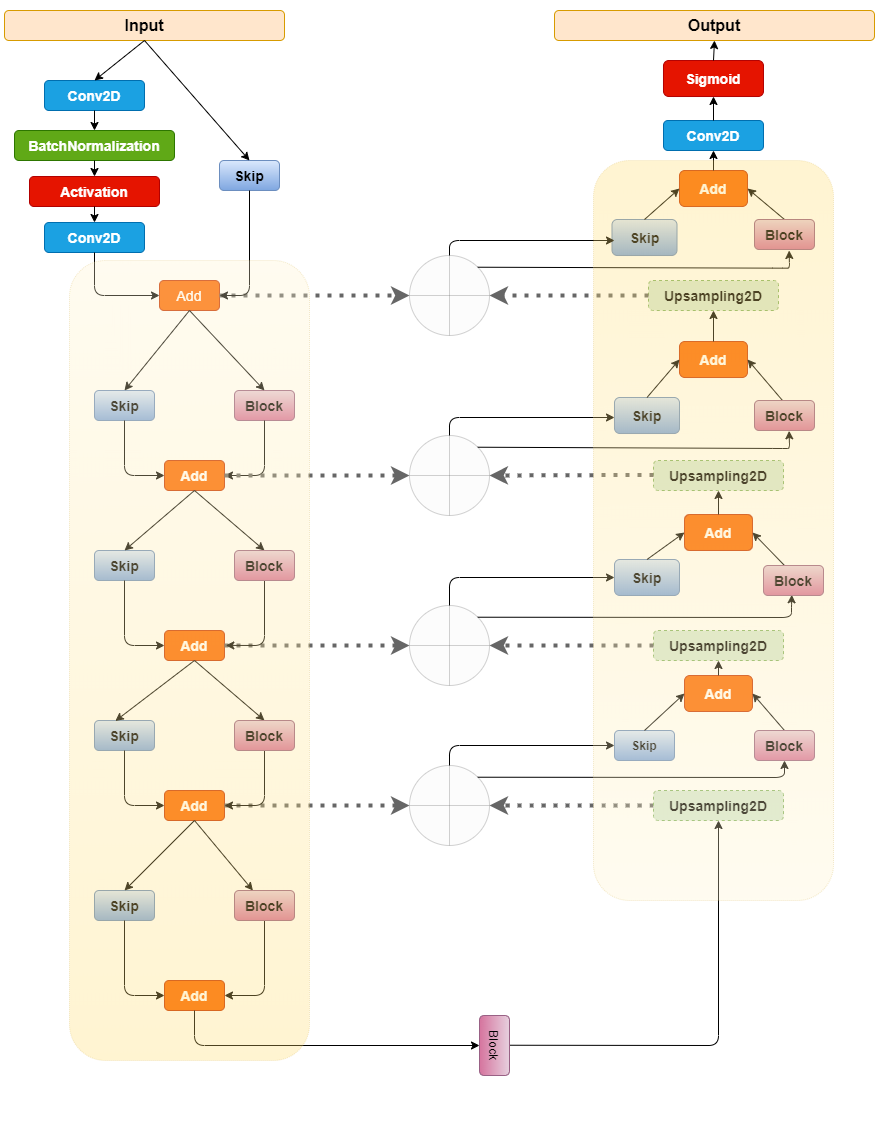 Input
Output
Conv2D
BatchNormalization
Activation
Conv2D
Skip
Add
Skip
Block
Add
Skip
Block
Add
Skip
Block
Add
Skip
Block
Add
Block
Sigmoid
Conv2D
Add
Skip
Block
Upsampling2D
Add
Skip
Block
Upsampling2D
Add
Skip
Block
Upsampling2D
Add
Skip
Block
Upsampling2D